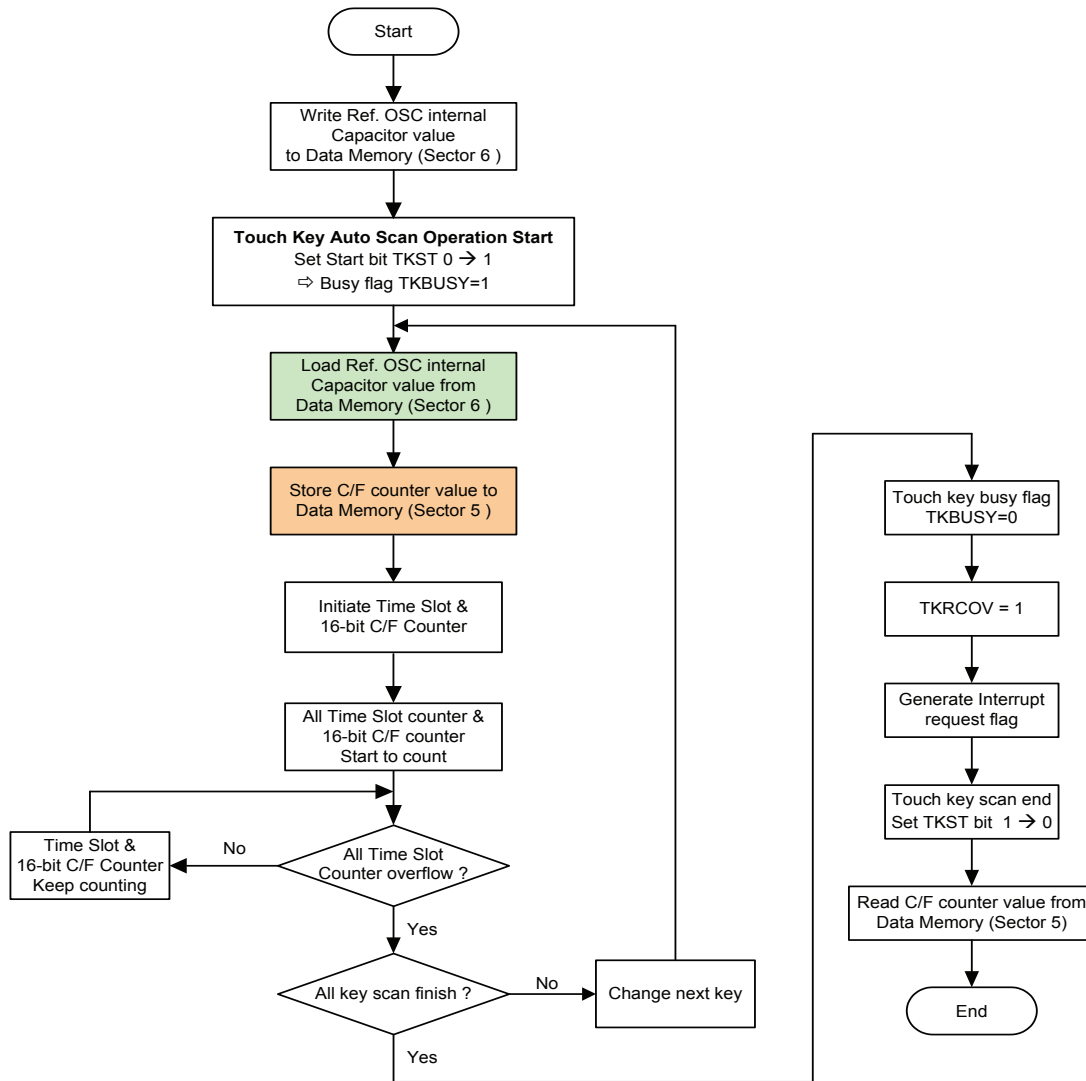 Start
Write Ref. OSC internal
Capacitor value
to Data Memory (Sector 6 )
Touch Key Auto Scan Operation Start
Set Start bit TKST 0 → 1
⇨ Busy flag TKBUSY=1
Load Ref. OSC internal
Capacitor value from
Data Memory (Sector 6 )
Store C/F counter value to
Data Memory (Sector 5 )
Initiate Time Slot &
16-bit C/F Counter
All Time Slot counter &
16-bit C/F counter
Start to count
Time Slot &
16-bit C/F Counter
Keep counting
No
All Time Slot
Counter overflow ?
Yes
All key scan finish ?
No
Change next key
Yes
Touch key busy flag
TKBUSY=0
TKRCOV = 1
Generate Interrupt
request flag
Touch key scan end
Set TKST bit 1 → 0
Read C/F counter value from
Data Memory (Sector 5)
End